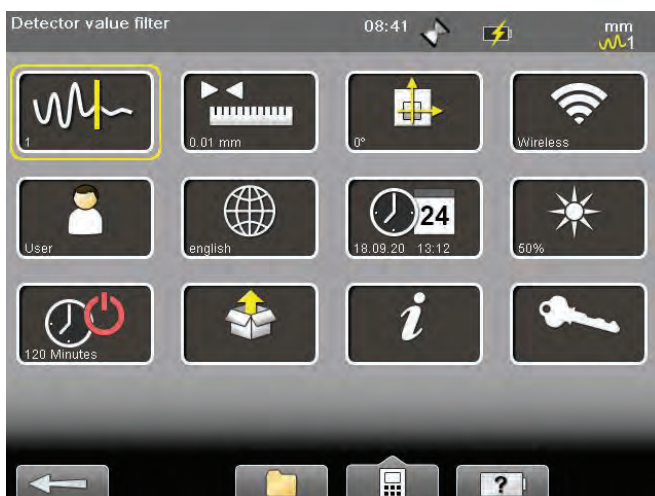 Detector value filter 08:41 mm
1
1 0.01 mm 0° Wireless
24
User english 18.09.20 13:12 50%
120 Minutes i
?